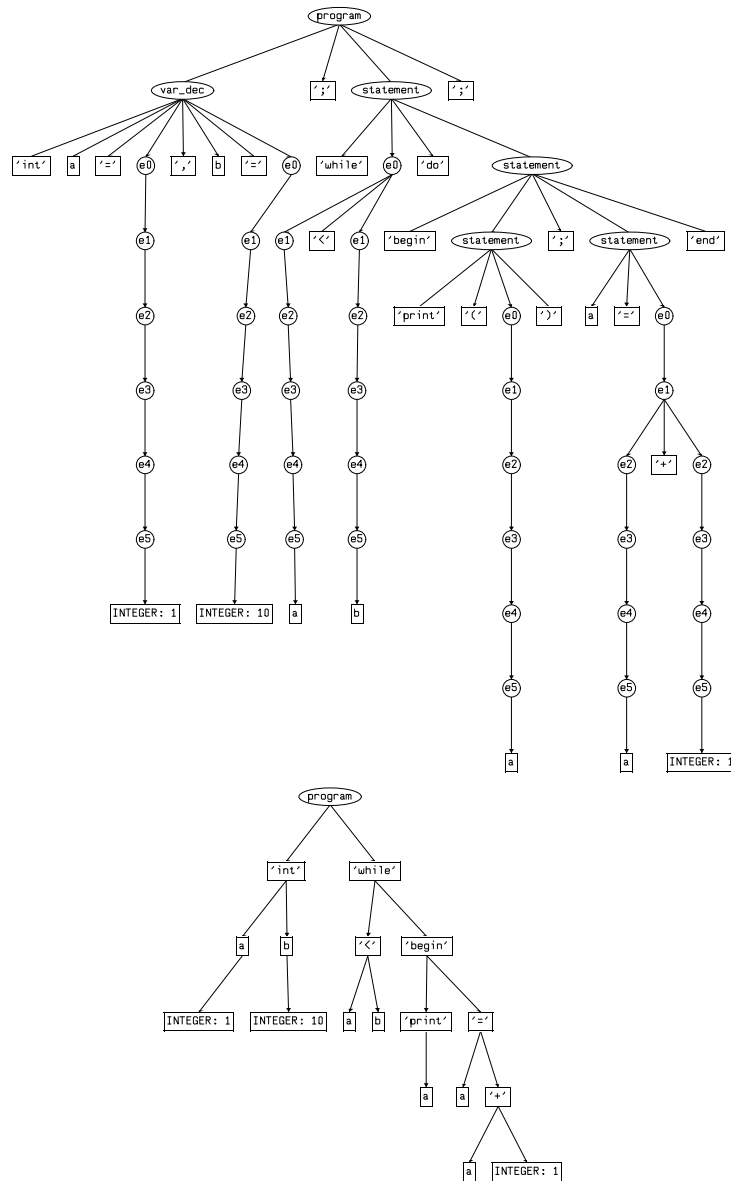 program
var_dec ';' statement ';'
'int' a '=' e0 ',' b '=' e0 'while' e0 'do' statement
e1 e1 e1 '<' e1 'begin' statement ';' statement 'end'
e2 e2 e2 e2 'print' '(' e0 ')' a '=' e0
e3 e3 e3 e3 e1 e1
e4 e4 e4 e4 e2 e2 '+' e2
e5 e5 e5 e5 e3 e3 e3
INTEGER: 1 INTEGER: 10 a b e4 e4 e4
e5 e5 e5
a a INTEGER: 1
program
'int' 'while'
a b '<' 'begin'
INTEGER: 1 INTEGER: 10 a b 'print' '='
a a '+'
a INTEGER: 1